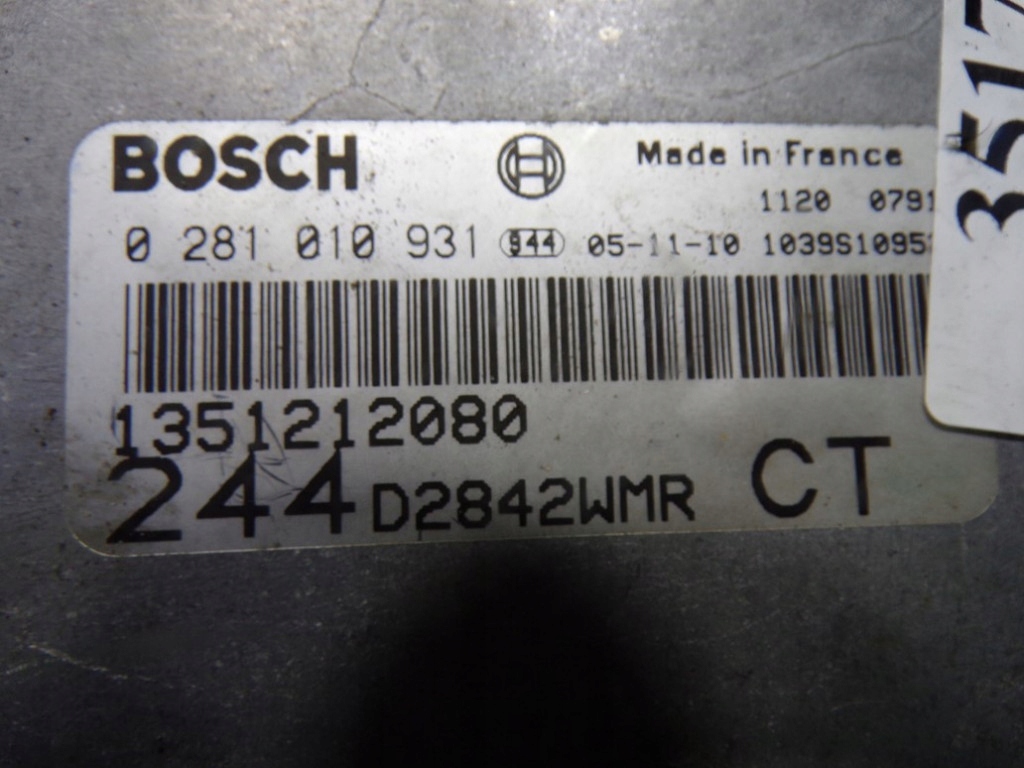 BOSCH Made in France
1120 0791
0 281 010 931 944 05-11-10 1039S1095
1351212080
244 D2842WMR CT
3517